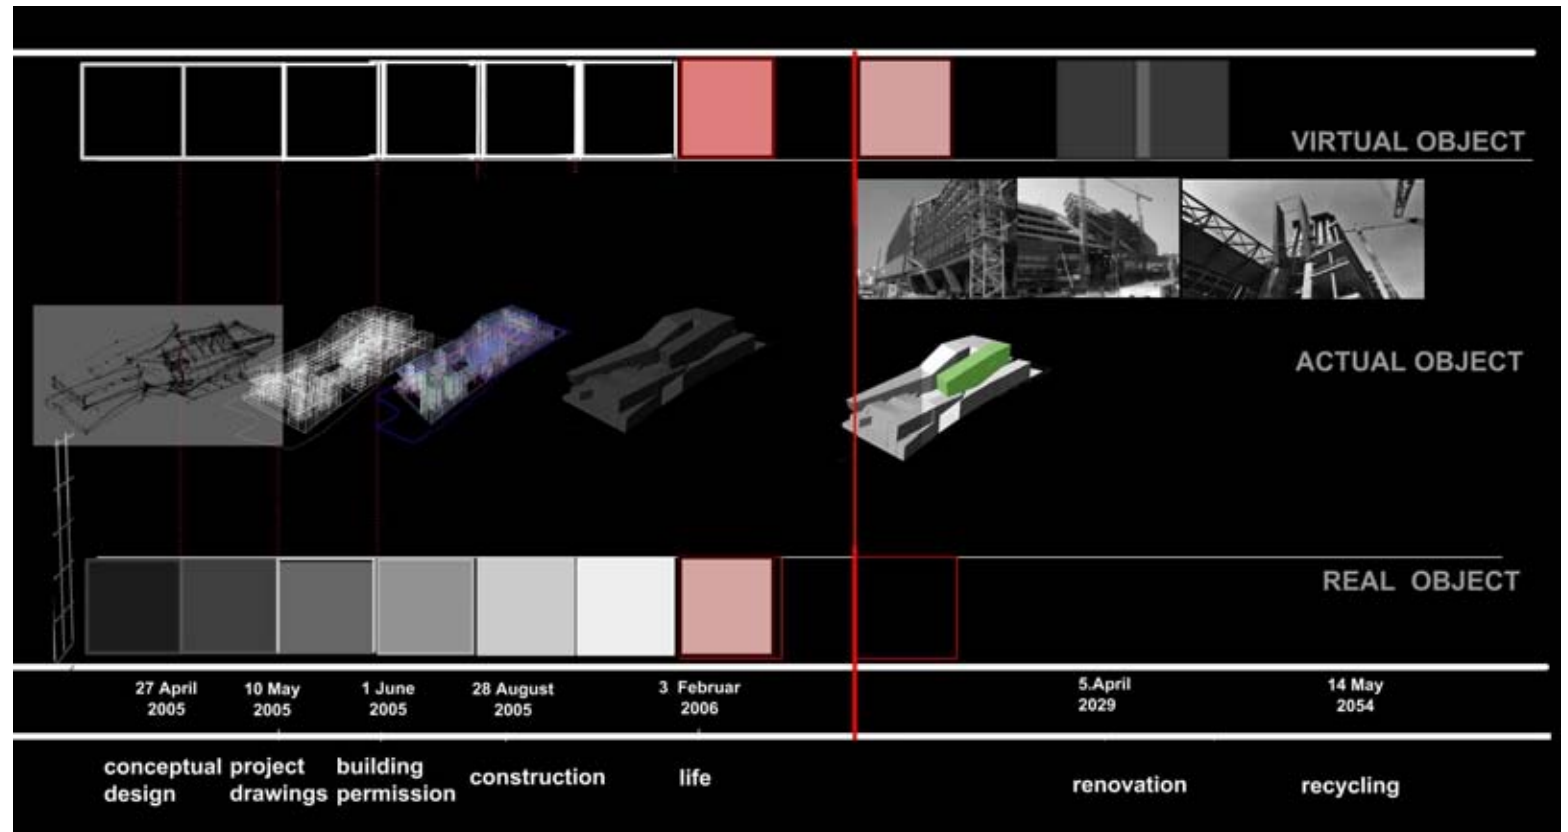 VIRTUAL OBJECT
ACTUAL OBJECT
REAL OBJECT
27 April
2005
10 May
2005
1 June
2005
28 August
2005
3 Februar
2006
5.April
2029
14 May
2054
conceptual
design
project
drawings
building
permission
construction
life
renovation
recycling